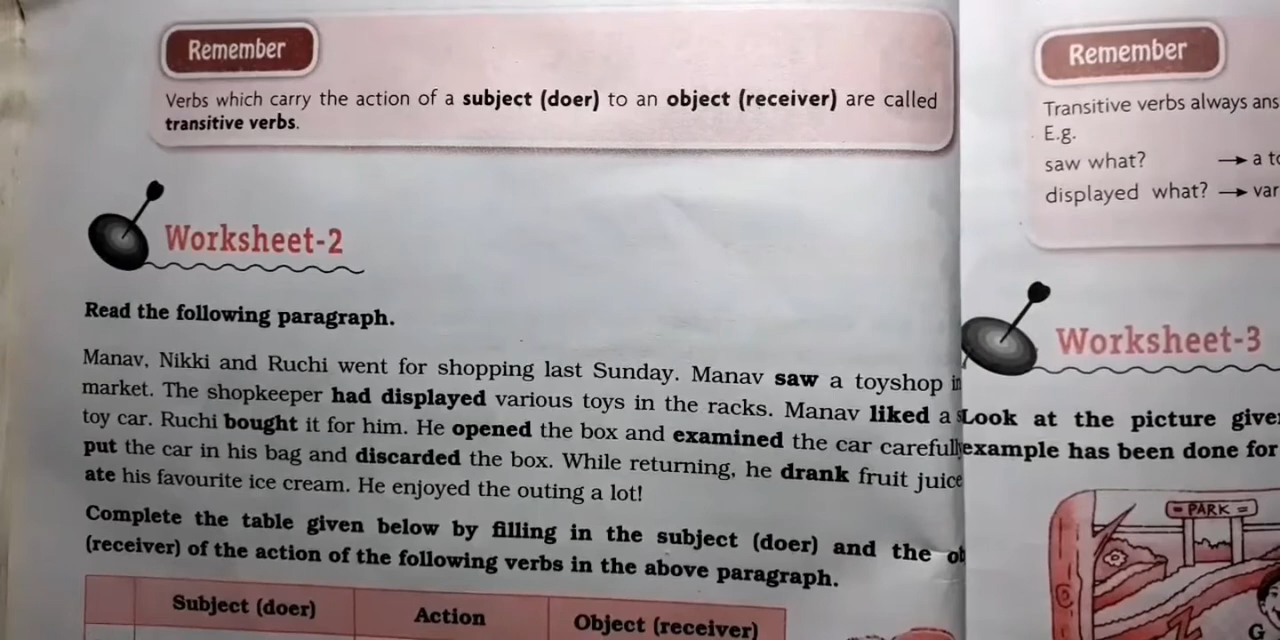 Remember
Verbs which carry the action of a subject (doer) to an object (receiver) are called
transitive verbs.
Worksheet-2
Read the following paragraph.
Manav, Nikki and Ruchi went for shopping last Sunday. Manav saw a toyshop
market. The shopkeeper had displayed various toys in the racks. Manav liked a
toy car. Ruchi bought it for him. He opened the box and examined the car
put the car in his bag and discarded the box. While returning, he drank fruit juice
ate his favourite ice cream. He enjoyed the outing a lot!
Complete the table given below by filling in the subject (doer) and the
(receiver) of the action of the following verbs in the above paragraph.
Subject (doer) Action Object (receiver)
Remember
Transitive verbs always
E.g.
saw what? → a
displayed what? →
Worksheet-3
Look at the picture
example has been done for
PARK
G